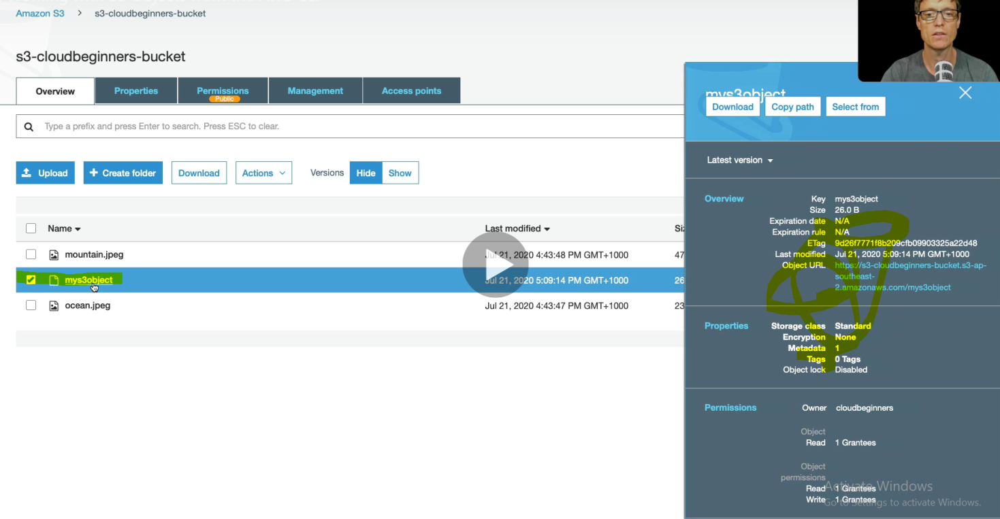 Amazon S3 > s3-cloudbeginners-bucket
s3-cloudbeginners-bucket
Overview Properties Permissions Management Access points
Public
mys3object
Download Copy path Select from
Type a prefix and press Enter to search. Press ESC to clear.
Latest version
Upload + Create folder Download Actions Versions Hide Show
Name Last modified
mountain.jpeg Jul 21, 2020 4:43:48 PM GMT+1000 47
mys3object Jul 21, 2020 5:09:14 PM GMT+1000 26
ocean.jpeg Jul 21, 2020 4:43:47 PM GMT+1000 23
Overview Key mys3object
Size 26.0 B
Expiration date N/A
Expiration rule N/A
ETag 9d26f7771f8b209cfb09903325a22d48
Last modified Jul 21, 2020 5:09:14 PM GMT+1000
Object URL https://s3-cloudbeginners-bucket.s3-ap-
southeast-
2.amazonaws.com/mys3object
Properties Storage class Standard
Encryption None
Metadata 1
Tags 0 Tags
Object lock Disabled
Permissions Owner cloudbeginners
Object
Read 1 Grantees
Object
permissions
Read 1 Grantees
Write 1 Grantees
Activate Windows
Go to Settings to activate Windows.